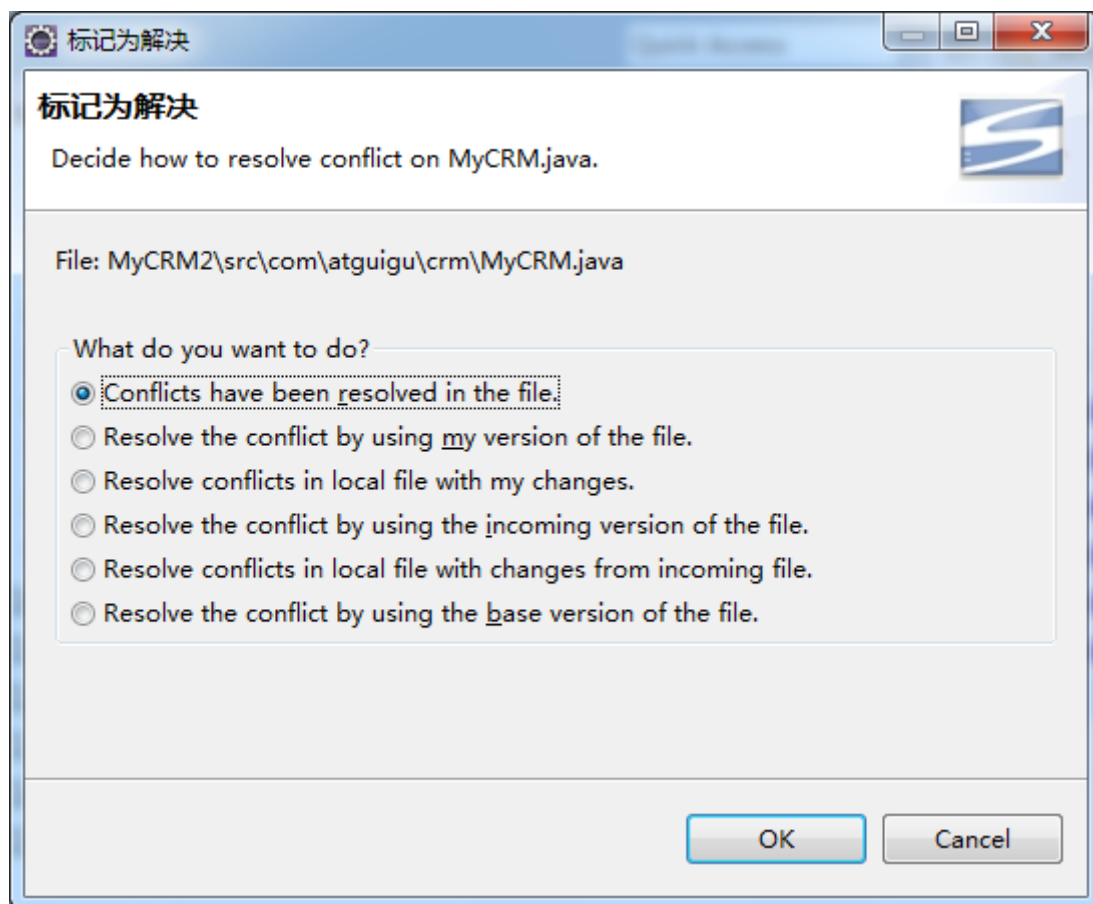 标记为解决
标记为解决
Decide how to resolve conflict on MyCRM.java.
File: MyCRM2\src\com\atguigu\crm\MyCRM.java
What do you want to do?
Conflicts have been resolved in the file.
Resolve the conflict by using my version of the file.
Resolve conflicts in local file with my changes.
Resolve the conflict by using the incoming version of the file.
Resolve conflicts in local file with changes from incoming file.
Resolve the conflict by using the base version of the file.
OK
Cancel